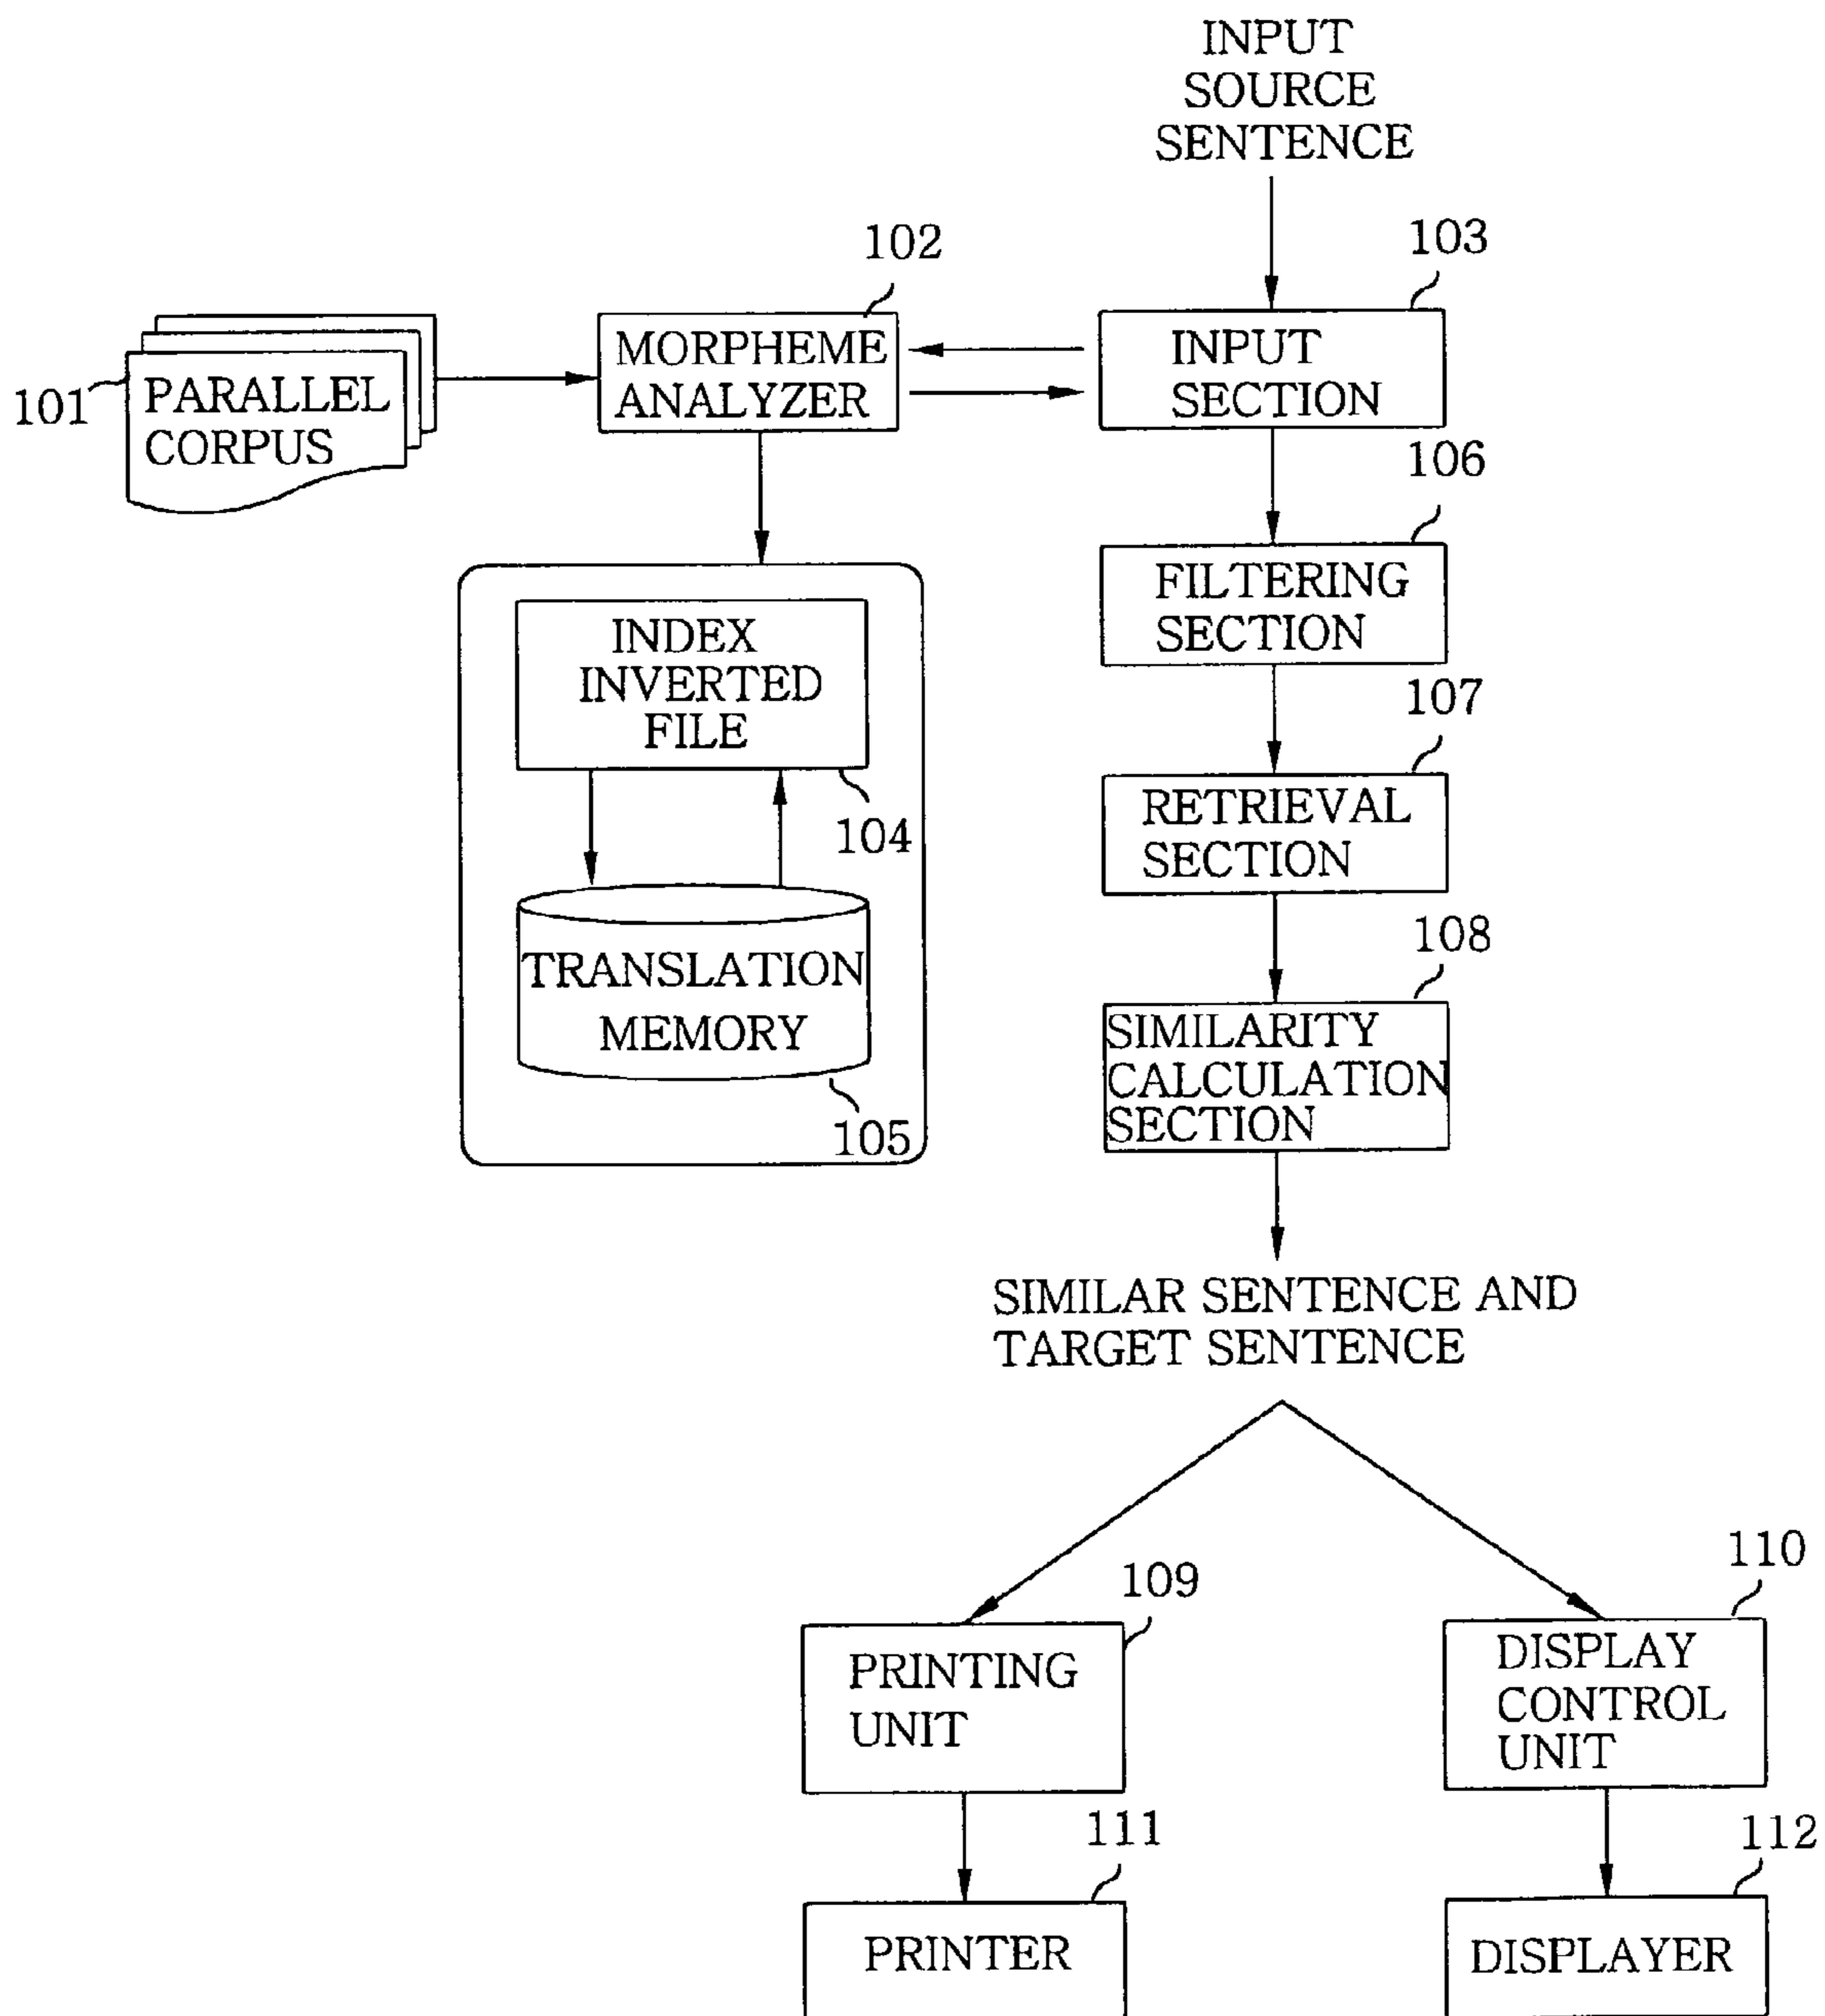 INPUT
SOURCE
SENTENCE
102
103
101
PARALLEL
CORPUS
MORPHEME
ANALYZER
INPUT
SECTION
106
FILTERING
SECTION
INDEX
INVERTED
FILE
104
107
RETRIEVAL
SECTION
TRANSLATION
MEMORY
105
108
SIMILARITY
CALCULATION
SECTION
SIMILAR SENTENCE AND
TARGET SENTENCE
109
110
PRINTING
UNIT
DISPLAY
CONTROL
UNIT
111
112
PRINTER
DISPLAYER